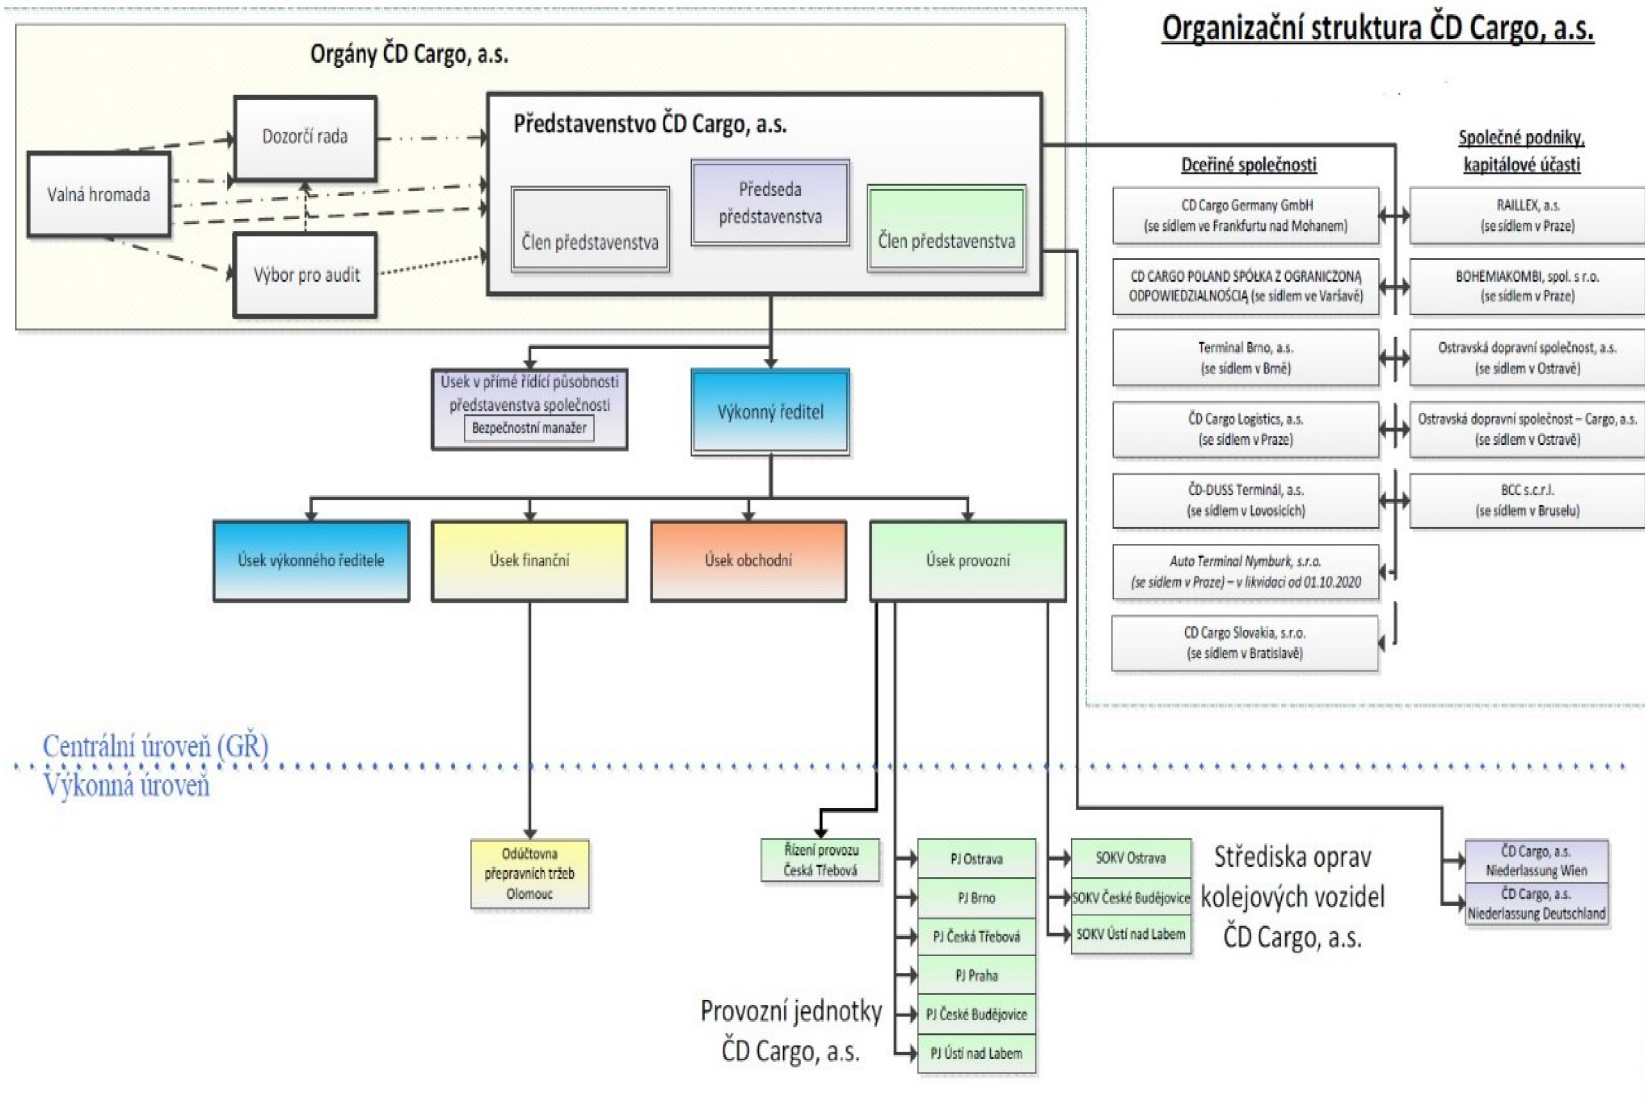 Organizační struktura ČD Cargo, a.s.
Orgány ČD Cargo, a.s.
Valná hromada
Dozorčí rada
Výbor pro audit
Představenstvo ČD Cargo, a.s.
Člen představenstva
Předseda
představenstva
Člen představenstva
Úsek v přímé řídící působnosti
představenstva společnosti
Bezpečnostní manažer
Výkonný ředitel
Úsek výkonného ředitele
Úsek finanční
Úsek obchodní
Úsek provozní
Dceřiné společnosti
CD Cargo Germany GmbH
(se sídlem ve Frankfurtu nad Mohanem)
CD CARGO POLAND SPÓŁKA Z OGRANICZONĄ
ODPOWIEDZIALNOŚCIĄ (se sídlem ve Varšavě)
Terminal Brno, a.s.
(se sídlem v Brně)
ČD Cargo Logistics, a.s.
(se sídlem v Praze)
ČD-DUSS Terminál, a.s.
(se sídlem v Lovosicích)
Auto Terminal Nymburk, s.r.o.
(se sídlem v Praze) – v likvidaci od 01.10.2020
CD Cargo Slovakia, s.r.o.
(se sídlem v Bratislavě)
Společné podniky,
kapitálové účasti
RAILLEX, a.s.
(se sídlem v Praze)
BOHEMIAKOMBI, spol. s r.o.
(se sídlem v Praze)
Ostravská dopravní společnost, a.s.
(se sídlem v Ostravě)
Ostravská dopravní společnost – Cargo, a.s.
(se sídlem v Ostravě)
BCC s.c.r.l.
(se sídlem v Bruselu)
Centrální úroveň (GŘ)
Výkonná úroveň
Odúčtovna
přepravních tržeb
Olomouc
Řízení provozu
Česká Třebová
Provozní jednotky
ČD Cargo, a.s.
PJ Ostrava
PJ Brno
PJ Česká Třebová
PJ Praha
PJ České Budějovice
PJ Ústí nad Labem
SOKV Ostrava
SOKV České Budějovice
SOKV Ústí nad Labem
Střediska oprav
kolejových vozidel
ČD Cargo, a.s.
ČD Cargo, a.s.
Niederlassung Wien
ČD Cargo, a.s.
Niederlassung Deutschland